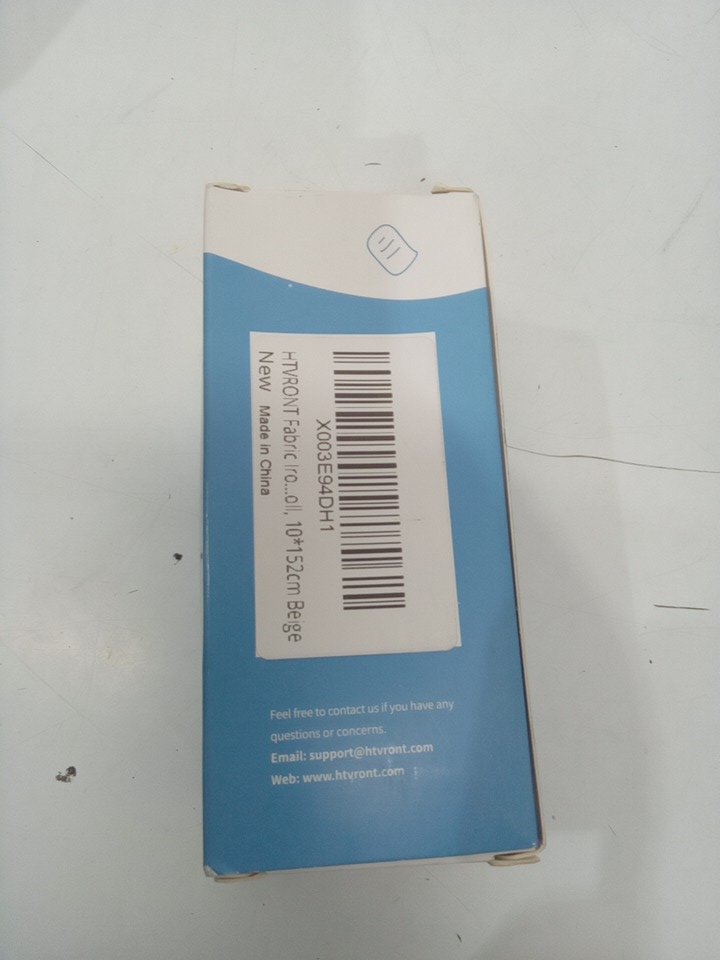 X003E94DH1
HTVRONT Fabric Iro...oll, 10*152cm Beige
New Made in China
Feel free to contact us if you have any
questions or concerns.
Email: support@htvront.com
Web: www.htvront.com